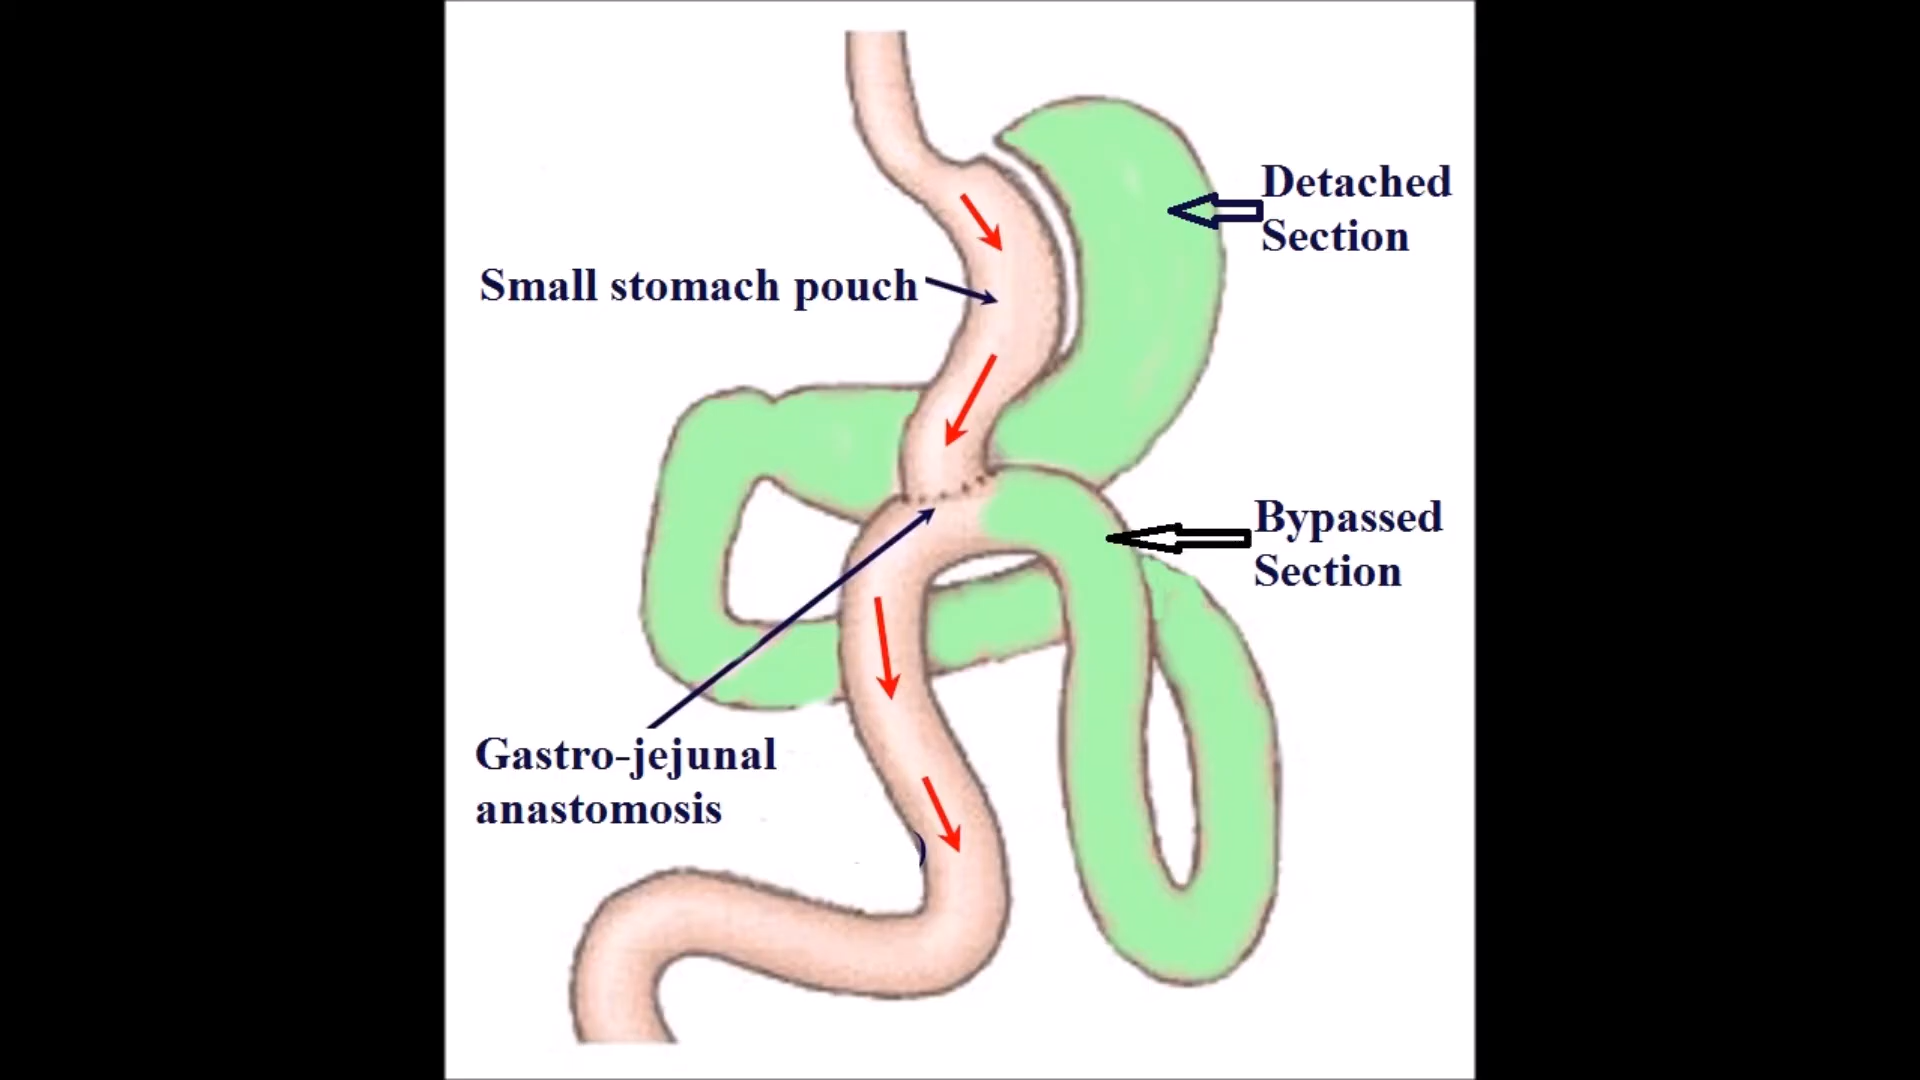 Detached
Section
Small stomach pouch
Bypassed
Section
Gastro-jejunal
anastomosis